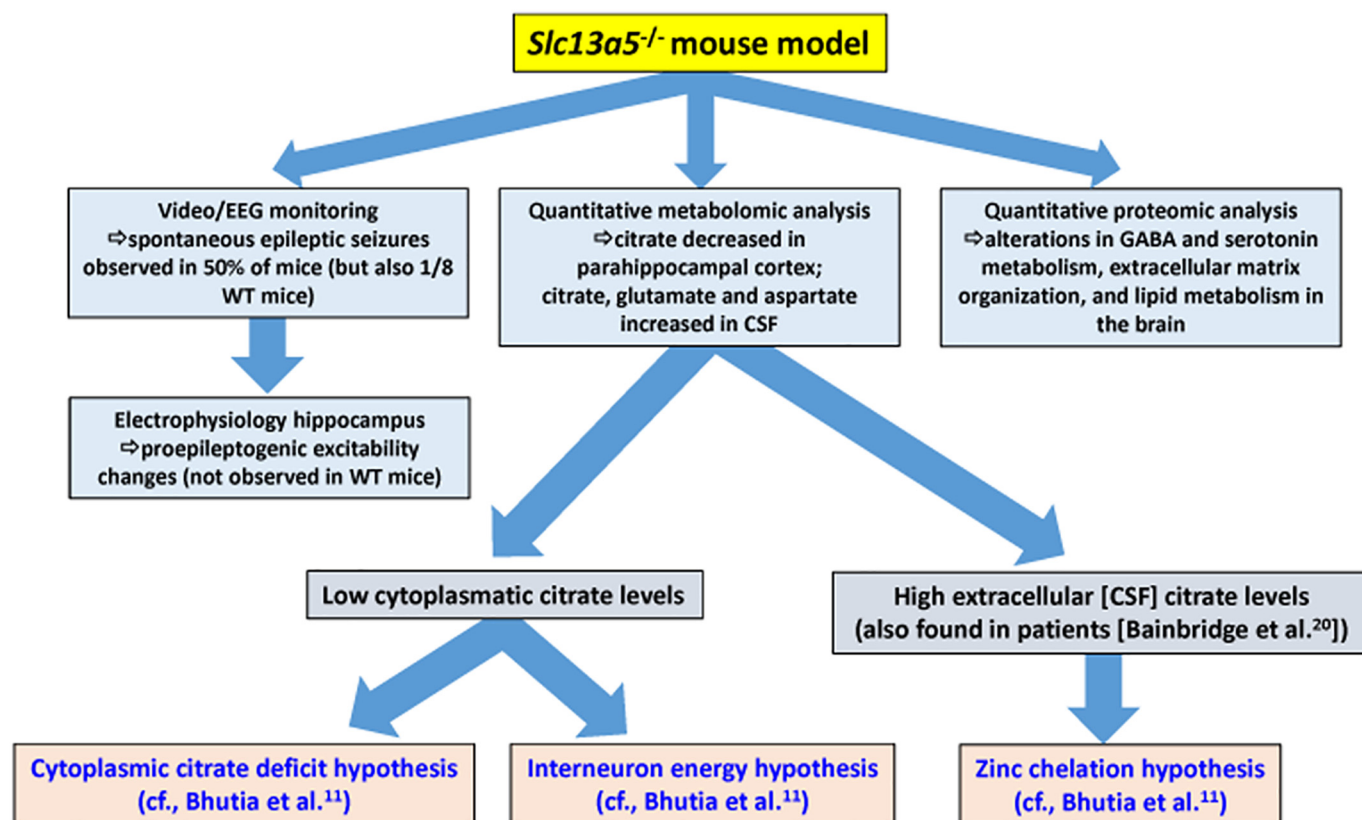 Slc13a5-/- mouse model
Video/EEG monitoring
⇨spontaneous epileptic seizures
observed in 50% of mice (but also 1/8
WT mice)
Quantitative metabolomic analysis
⇨citrate decreased in
parahippocampal cortex;
citrate, glutamate and aspartate
increased in CSF
Quantitative proteomic analysis
⇨alterations in GABA and serotonin
metabolism, extracellular matrix
organization, and lipid metabolism in
the brain
Electrophysiology hippocampus
⇨proepileptogenic excitability
changes (not observed in WT mice)
Low cytoplasmatic citrate levels
High extracellular [CSF] citrate levels
(also found in patients [Bainbridge et al.20])
Cytoplasmic citrate deficit hypothesis
(cf., Bhutia et al.11)
Interneuron energy hypothesis
(cf., Bhutia et al.11)
Zinc chelation hypothesis
(cf., Bhutia et al.11)